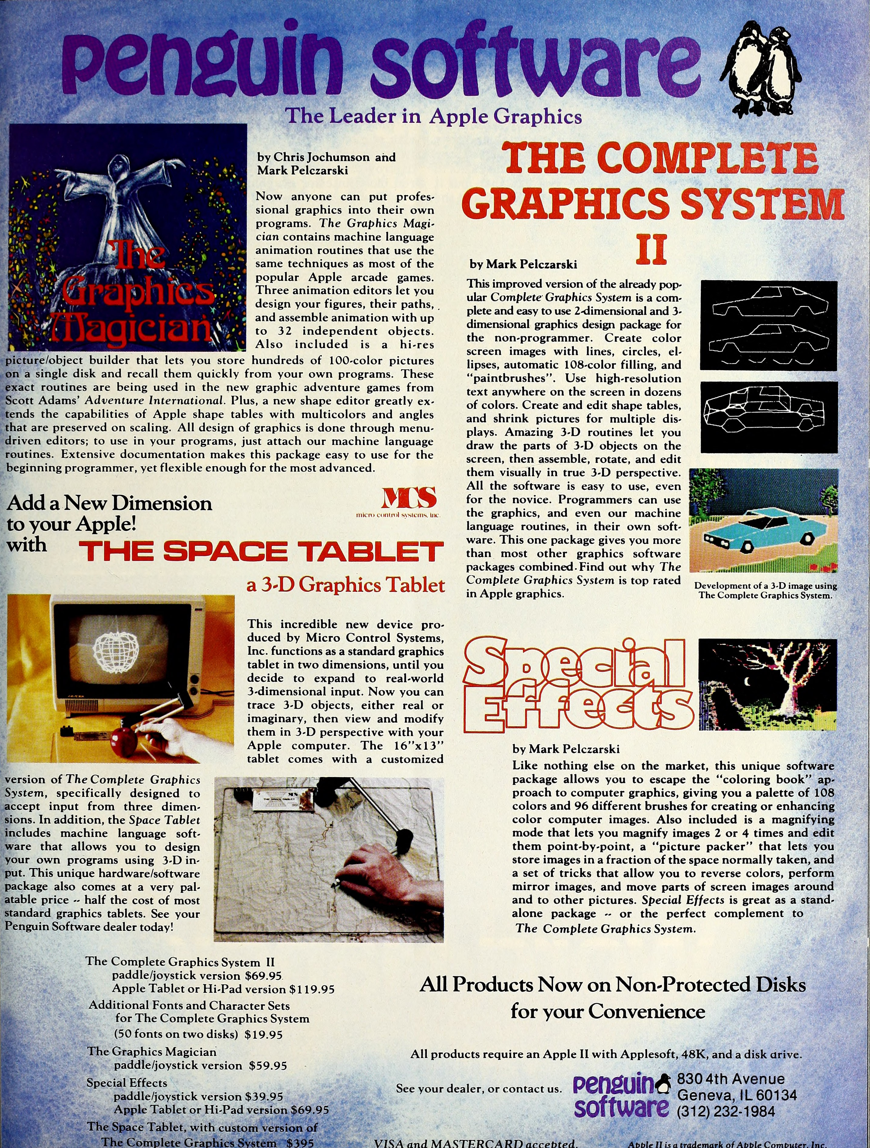 penguin software
The Leader in Apple Graphics
The
Graphics
Magician
by Chris Jochumson and
Mark Pelczarski
Now anyone can put profes-
sional graphics into their own
programs. The Graphics Magi-
cian contains machine language
animation routines that use the
same techniques as most of the
popular Apple arcade games.
Three animation editors let you
design your figures, their paths,
and assemble animation with up
to 32 independent objects.
Also included is a hi-res
picture/object builder that lets you store hundreds of 100-color pictures
on a single disk and recall them quickly from your own programs. These
exact routines are being used in the new graphic adventure games from
Scott Adams' Adventure International. Plus, a new shape editor greatly ex-
tends the capabilities of Apple shape tables with multicolors and angles
that are preserved on scaling. All design of graphics is done through menu-
driven editors; to use in your programs, just attach our machine language
routines. Extensive documentation makes this package easy to use for the
beginning programmer, yet flexible enough for the most advanced.
Add a New Dimension
to your Apple!
with
MCS
micro control systems, inc.
THE SPACE TABLET
a 3-D Graphics Tablet
This incredible new device pro-
duced by Micro Control Systems,
Inc. functions as a standard graphics
tablet in two dimensions, until you
decide to expand to real-world
3-dimensional input. Now you can
trace 3-D objects, either real or
imaginary, then view and modify
them in 3-D perspective with your
Apple computer. The 16"x13"
tablet comes with a customized
version of The Complete Graphics
System, specifically designed to
accept input from three dimen-
sions. In addition, the Space Tablet
includes machine language soft-
ware that allows you to design
your own programs using 3-D in-
put. This unique hardware/software
package also comes at a very pal-
atable price -- half the cost of most
standard graphics tablets. See your
Penguin Software dealer today!
THE COMPLETE
GRAPHICS SYSTEM
II
by Mark Pelczarski
This improved version of the already pop-
ular Complete Graphics System is a com-
plete and easy to use 2-dimensional and 3-
dimensional graphics design package for
the non-programmer. Create color
screen images with lines, circles, el-
lipses, automatic 108-color filling, and
"paintbrushes". Use high-resolution
text anywhere on the screen in dozens
of colors. Create and edit shape tables,
and shrink pictures for multiple dis-
plays. Amazing 3-D routines let you
draw the parts of 3-D objects on the
screen, then assemble, rotate, and edit
them visually in true 3-D perspective.
All the software is easy to use, even
for the novice. Programmers can use
the graphics, and even our machine
language routines, in their own soft-
ware. This one package gives you more
than most other graphics software
packages combined. Find out why The
Complete Graphics System is top rated
in Apple graphics.
Development of a 3-D image using
The Complete Graphics System.
Special
Effects
by Mark Pelczarski
Like nothing else on the market, this unique software
package allows you to escape the "coloring book" ap-
proach to computer graphics, giving you a palette of 108
colors and 96 different brushes for creating or enhancing
color computer images. Also included is a magnifying
mode that lets you magnify images 2 or 4 times and edit
them point-by-point, a "picture packer" that lets you
store images in a fraction of the space normally taken, and
a set of tricks that allow you to reverse colors, perform
mirror images, and move parts of screen images around
and to other pictures. Special Effects is great as a stand-
alone package -- or the perfect complement to
The Complete Graphics System.
The Complete Graphics System II
paddle/joystick version $69.95
Apple Tablet or Hi-Pad version $119.95
Additional Fonts and Character Sets
for The Complete Graphics System
(50 fonts on two disks) $19.95
The Graphics Magician
paddle/joystick version $59.95
Special Effects
paddle/joystick version $39.95
Apple Tablet or Hi-Pad version $69.95
The Space Tablet, with custom version of
The Complete Graphics System $395
All Products Now on Non-Protected Disks
for your Convenience
All products require an Apple II with Applesoft, 48K, and a disk drive.
See your dealer, or contact us.
penguin
software
830 4th Avenue
Geneva, IL 60134
(312) 232-1984
VISA and MASTERCARD accepted.
Apple II is a trademark of Apple Computer, Inc.